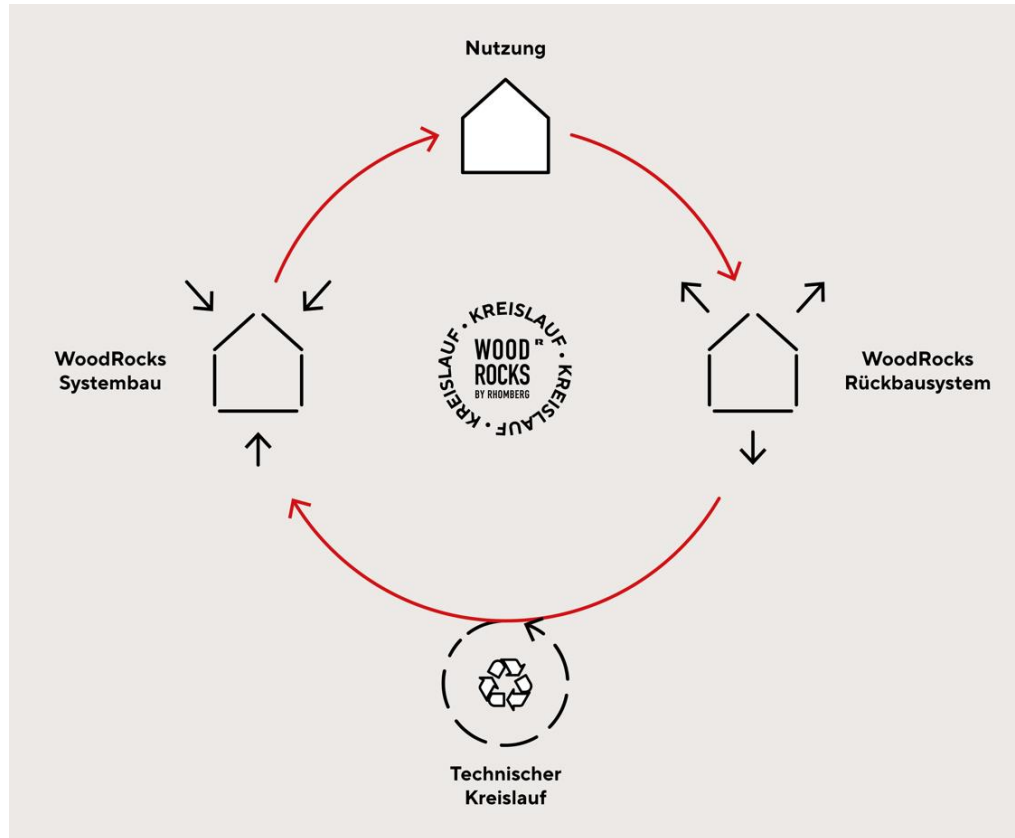 Nutzung
WoodRocks
Systembau
KREISLAUF · KREISLAUF · KREISLAUF ·
WOOD R
ROCKS
BY RHOMBERG
WoodRocks
Rückbausystem
Technischer
Kreislauf